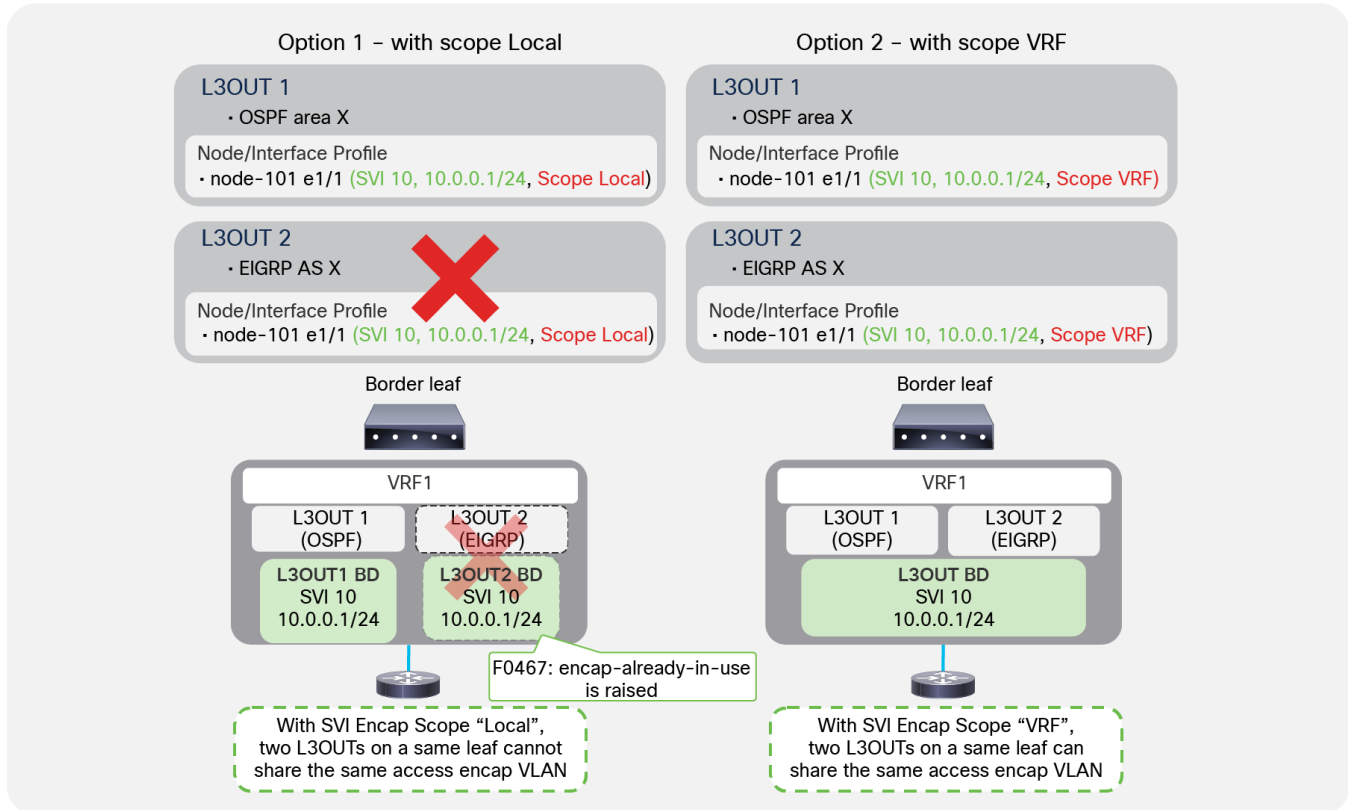 Option 1 – with scope Local
L3OUT 1
• OSPF area X
Node/Interface Profile
• node-101 e1/1 (SVI 10, 10.0.0.1/24, Scope Local)
L3OUT 2
• EIGRP AS X
Node/Interface Profile
• node-101 e1/1 (SVI 10, 10.0.0.1/24, Scope Local)
Border leaf
VRF1
L3OUT 1
(OSPF)
L3OUT 2
(EIGRP)
L3OUT1 BD
SVI 10
10.0.0.1/24
L3OUT2 BD
SVI 10
10.0.0.1/24
F0467: encap-already-in-use
is raised
With SVI Encap Scope “Local”,
two L3OUTs on a same leaf cannot
share the same access encap VLAN
Option 2 – with scope VRF
L3OUT 1
• OSPF area X
Node/Interface Profile
• node-101 e1/1 (SVI 10, 10.0.0.1/24, Scope VRF)
L3OUT 2
• EIGRP AS X
Node/Interface Profile
• node-101 e1/1 (SVI 10, 10.0.0.1/24, Scope VRF)
Border leaf
VRF1
L3OUT 1
(OSPF)
L3OUT 2
(EIGRP)
L3OUT BD
SVI 10
10.0.0.1/24
With SVI Encap Scope “VRF”,
two L3OUTs on a same leaf can
share the same access encap VLAN